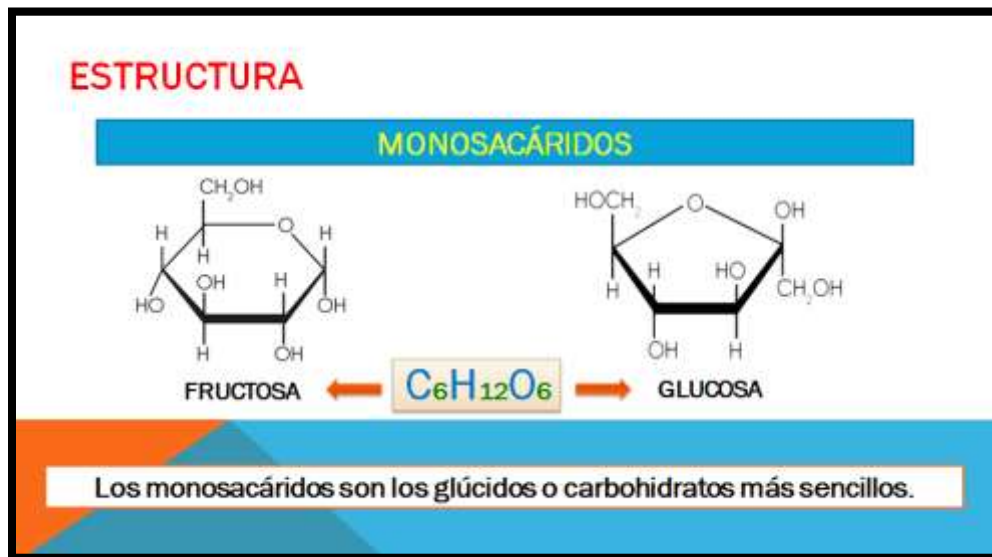 ESTRUCTURA
MONOSACÁRIDOS
CH2OH
O
H
H
H
OH
H
HO
OH
H
OH
HOCH2
O
OH
H
HO
H
CH2OH
OH
H
FRUCTOSA
C6H12O6
GLUCOSA
Los monosacáridos son los glúcidos o carbohidratos más sencillos.